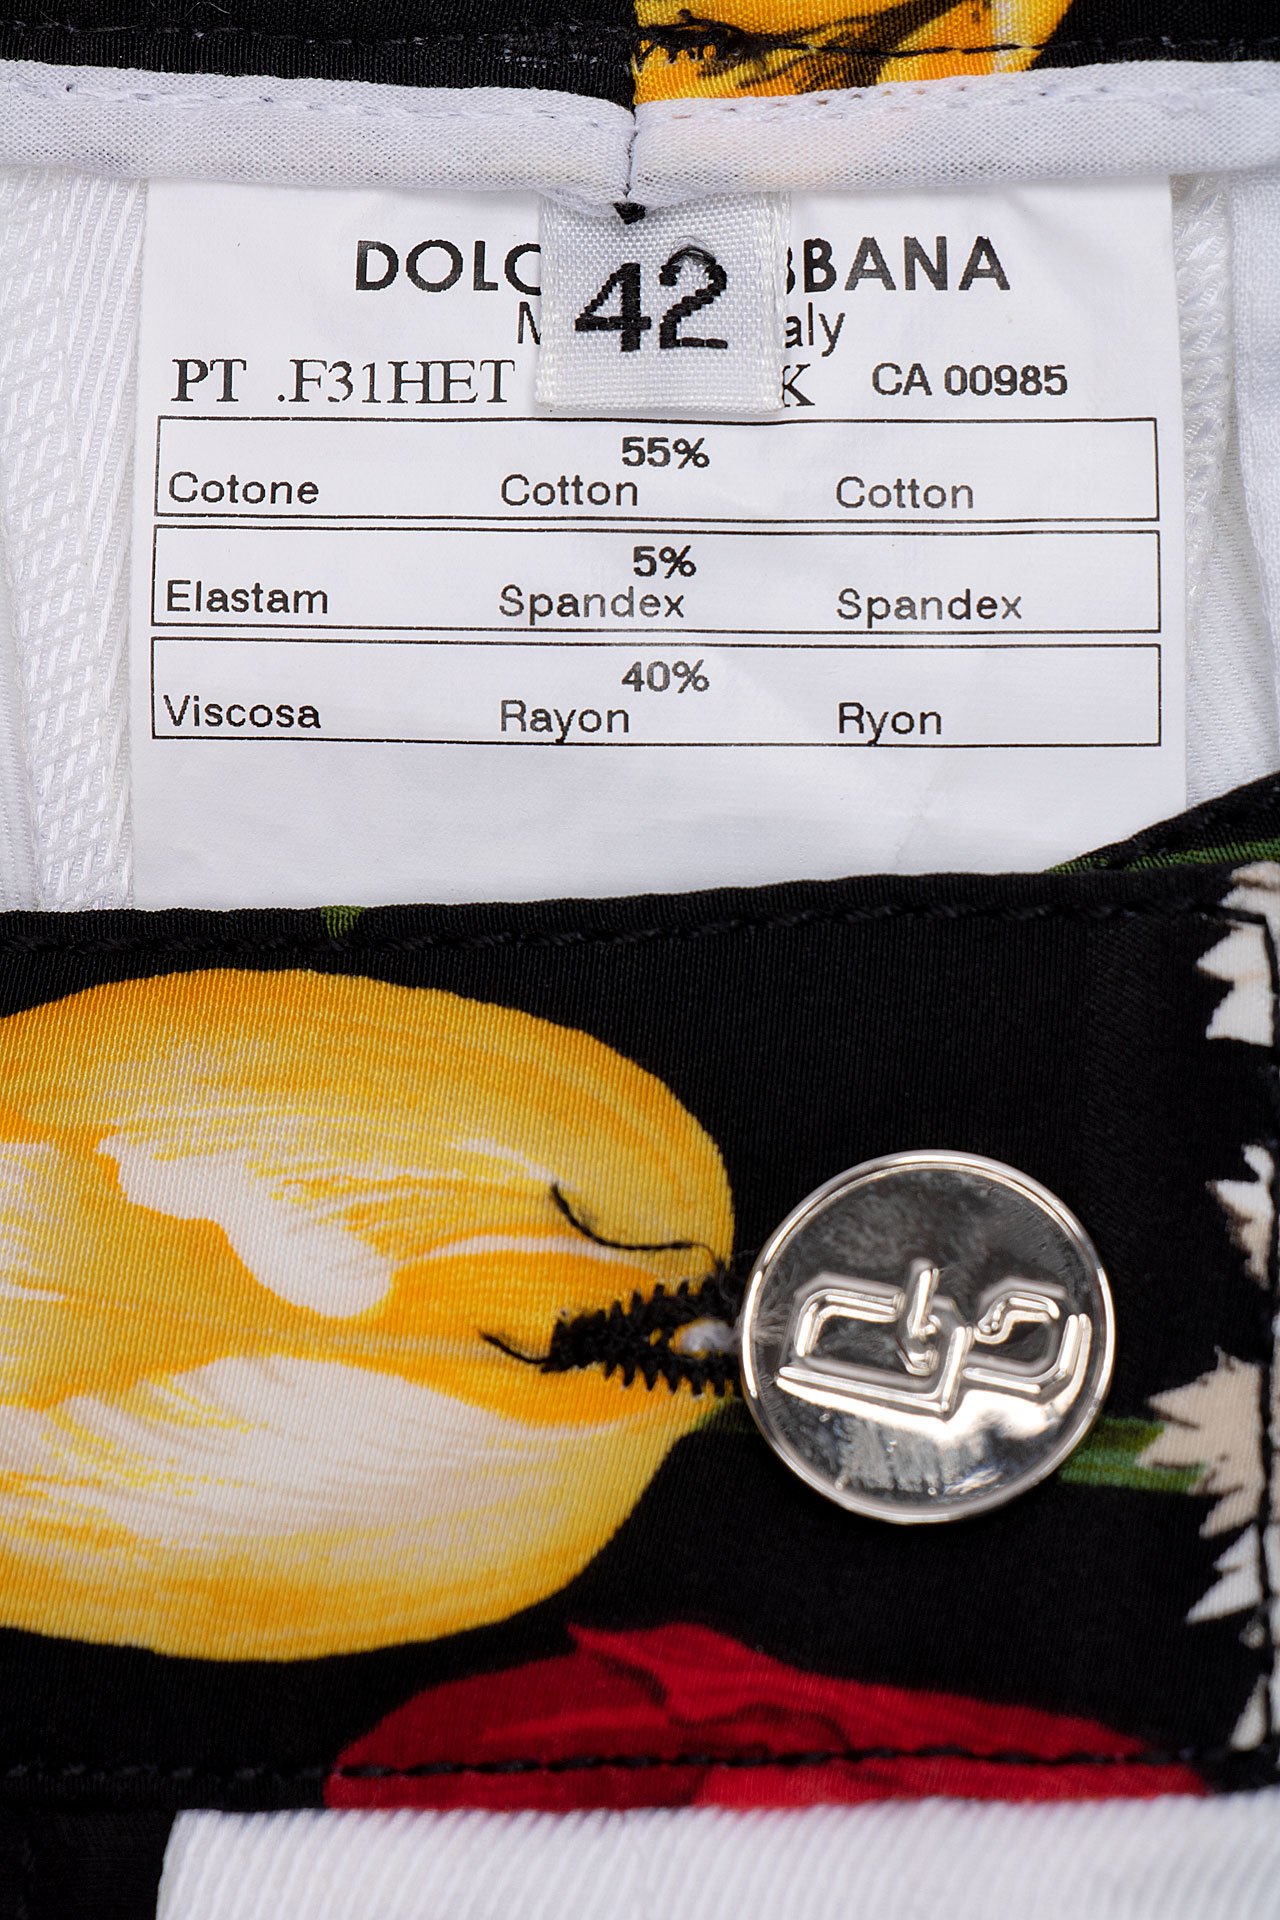 42
DOLC BBANA
aly
PT .F31HET K CA 00985
55%
Cotone Cotton Cotton
5%
Elastam Spandex Spandex
40%
Viscosa Rayon Ryon